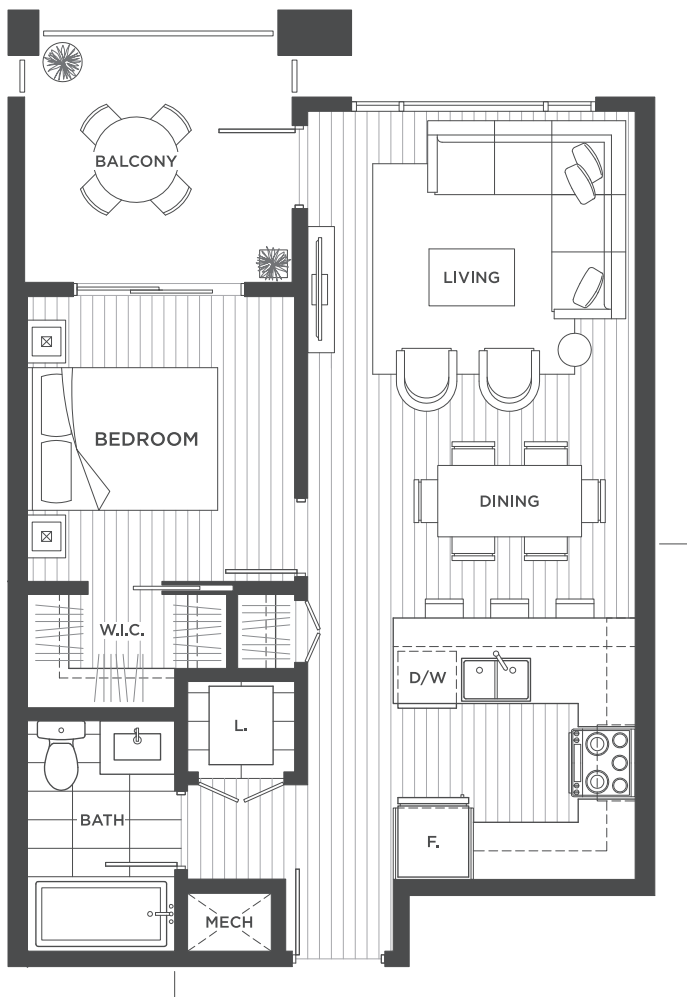 BALCONY
LIVING
BEDROOM
DINING
W.I.C.
D/W
L.
BATH
F.
MECH